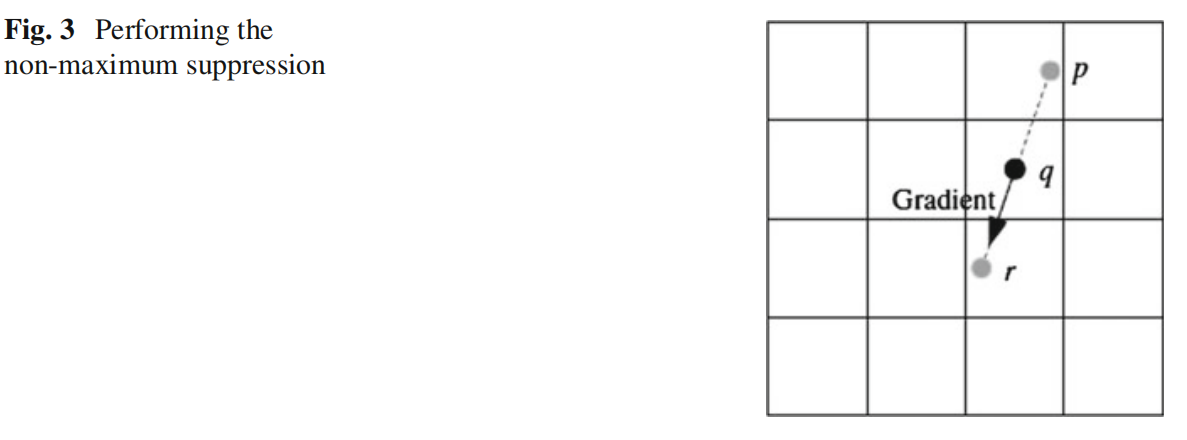 Fig. 3 Performing the
non-maximum suppression
p
q
Gradient
r